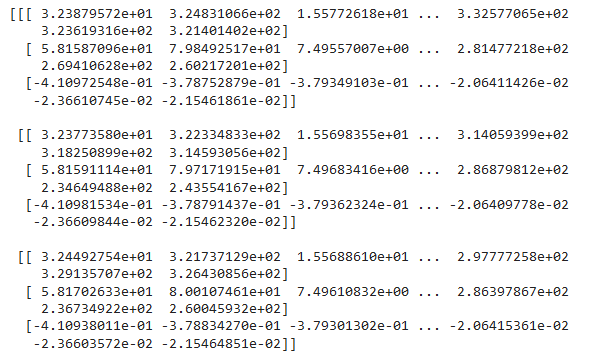 [[[ 3.23879572e+01  3.24831066e+02  1.55772618e+01 ...  3.32577065e+02
    3.23619316e+02  3.21401402e+02]
  [ 5.81587096e+01  7.98492517e+01  7.49557007e+00 ...  2.81477218e+02
    2.69410628e+02  2.60217201e+02]
  [-4.10972548e-01 -3.78752879e-01 -3.79349103e-01 ... -2.06411426e-02
   -2.36610745e-02 -2.15461861e-02]]
 [[ 3.23773580e+01  3.22334833e+02  1.55698355e+01 ...  3.14059399e+02
    3.18250899e+02  3.14593056e+02]
  [ 5.81591114e+01  7.97171915e+01  7.49683416e+00 ...  2.86879812e+02
    2.34649488e+02  2.43554167e+02]
  [-4.10981534e-01 -3.78791437e-01 -3.79362324e-01 ... -2.06409778e-02
   -2.36609844e-02 -2.15462320e-02]]
 [[ 3.24492754e+01  3.21737129e+02  1.55688610e+01 ...  2.97777258e+02
    3.29135707e+02  3.26430856e+02]
  [ 5.81702633e+01  8.00107461e+01  7.49610832e+00 ...  2.86397867e+02
    2.36734922e+02  2.60045932e+02]
  [-4.10938011e-01 -3.78834270e-01 -3.79301302e-01 ... -2.06415361e-02
   -2.36603572e-02 -2.15464851e-02]]